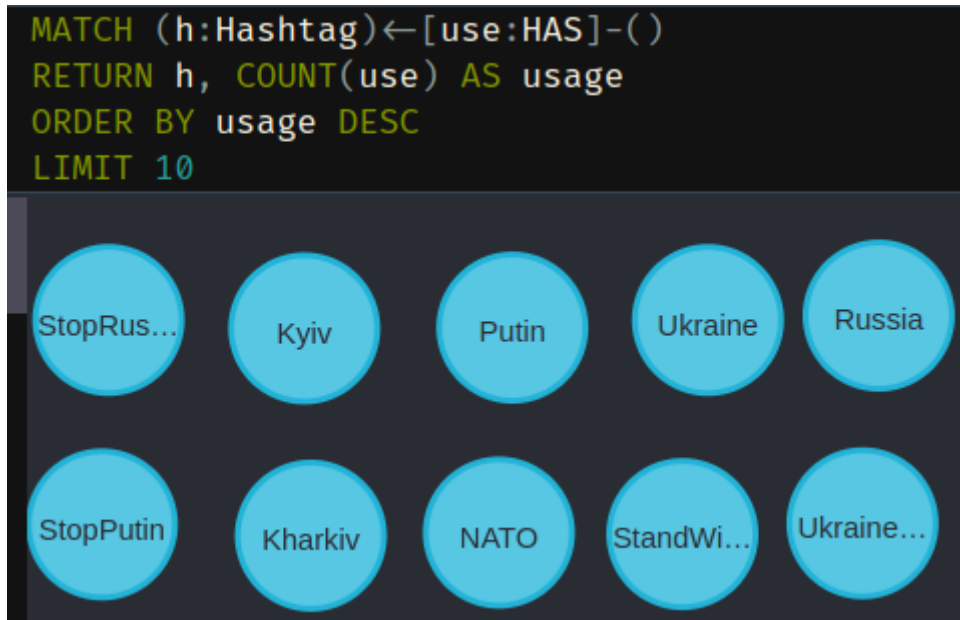 MATCH (h:Hashtag)←[use:HAS]-()
RETURN h, COUNT(use) AS usage
ORDER BY usage DESC
LIMIT 10
StopRus...
Kyiv
Putin
Ukraine
Russia
StopPutin
Kharkiv
NATO
StandWi...
Ukraine...